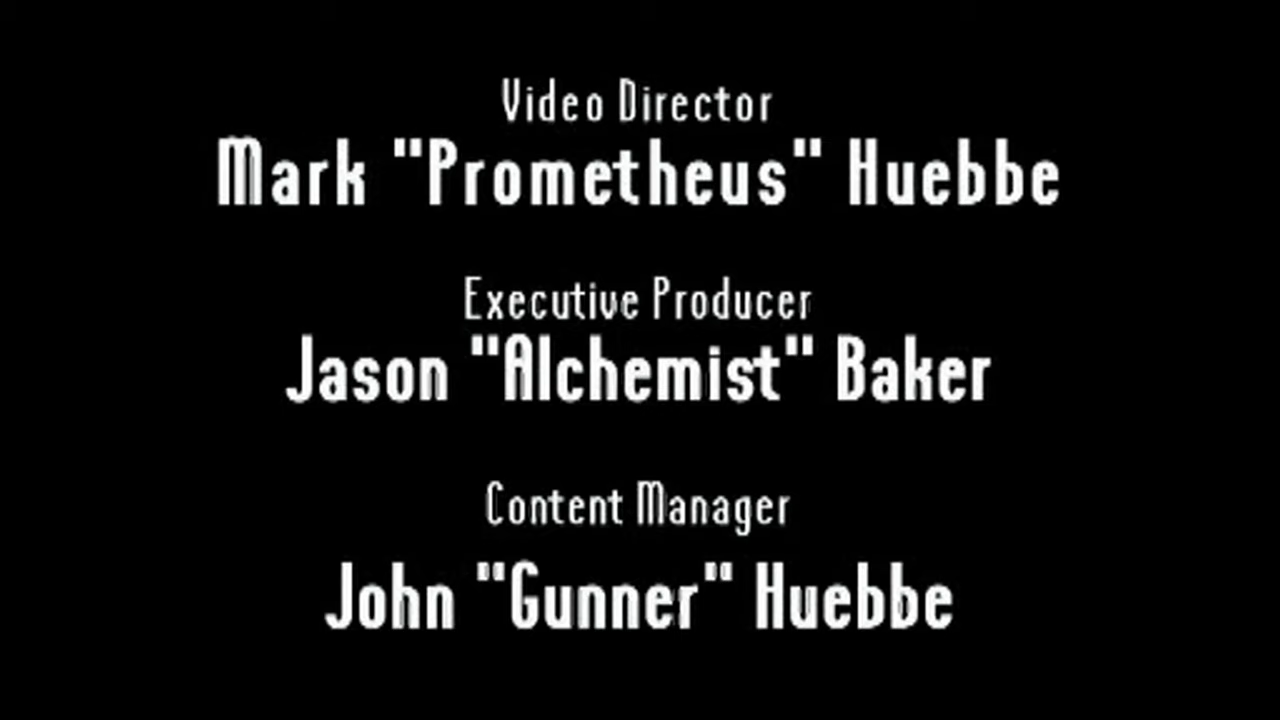 Video Director
Mark "Prometheus" Huebbe
Executive Producer
Jason "Alchemist" Baker
Content Manager
John "Gunner" Huebbe